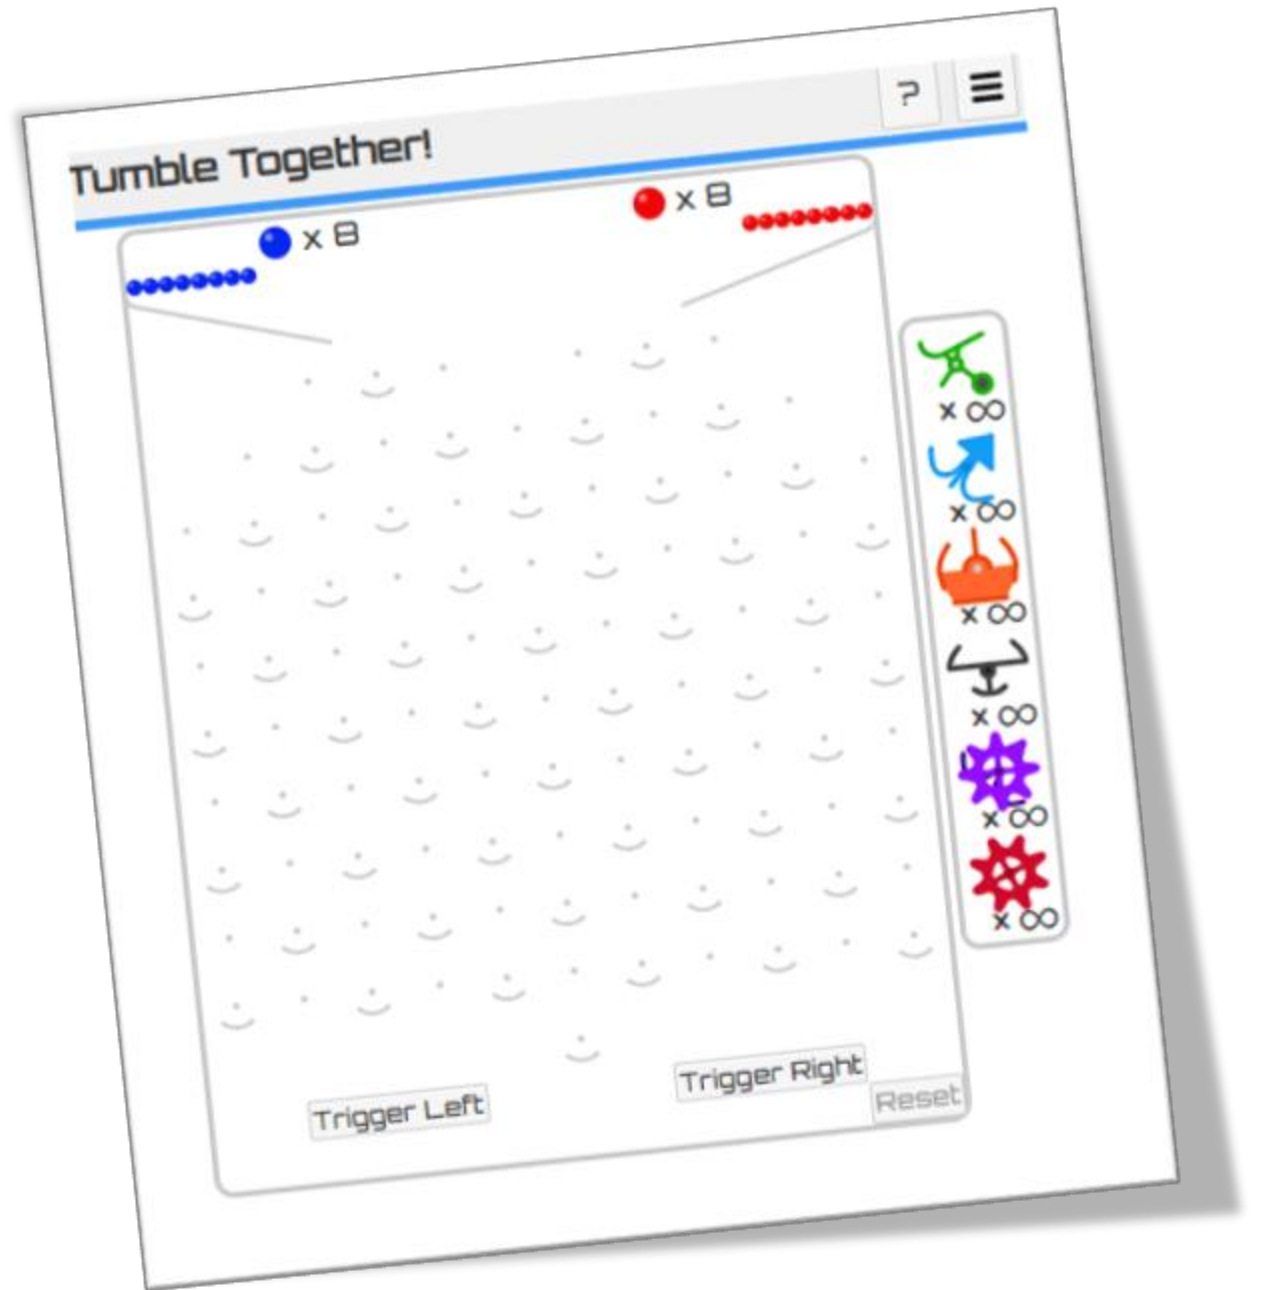 Tumble Together!
?
x 8
x 8
x ∞
x ∞
x ∞
x ∞
x ∞
x ∞
Trigger Left
Trigger Right
Reset